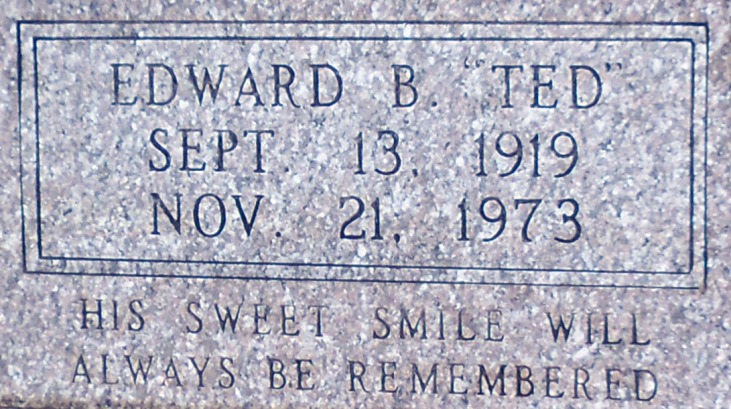 EDWARD B. "TED"
SEPT. 13, 1919
NOV. 21, 1973
HIS SWEET SMILE WILL
ALWAYS BE REMEMBERED